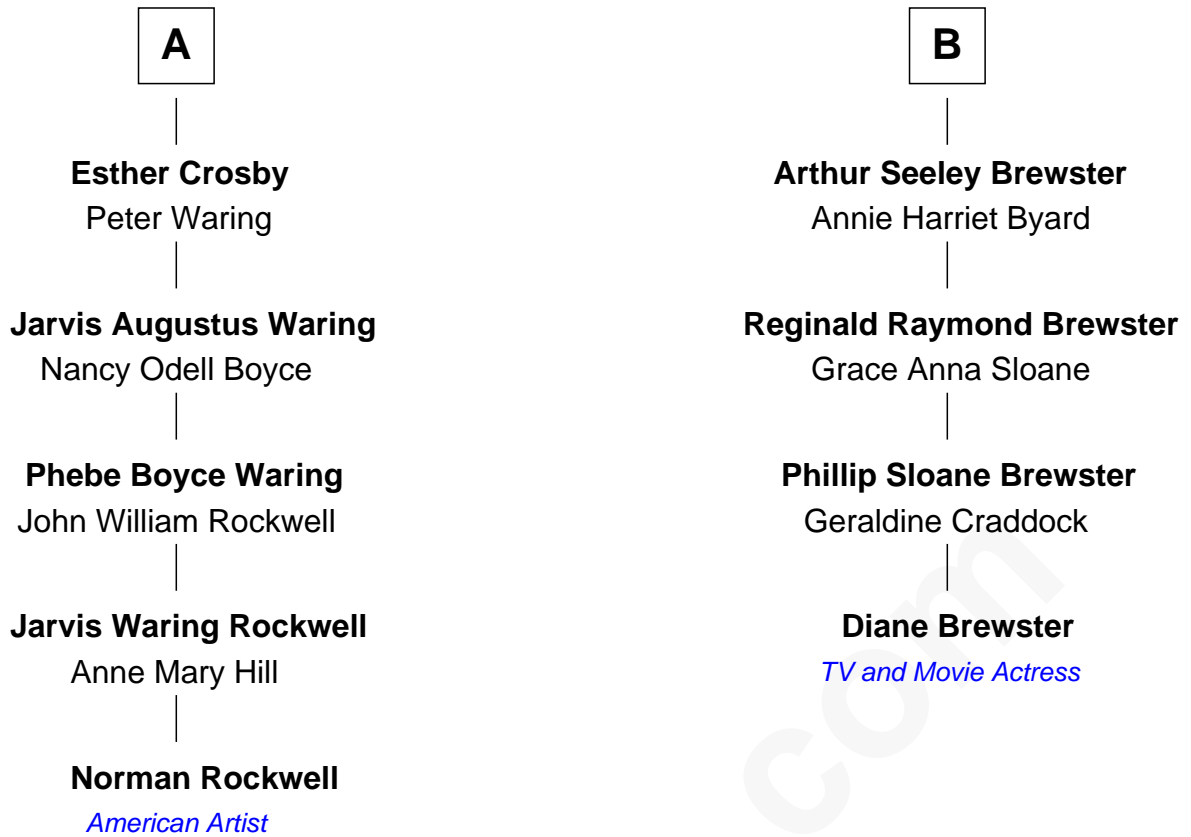 A
Esther Crosby
Peter Waring
Jarvis Augustus Waring
Nancy Odell Boyce
Phebe Boyce Waring
John William Rockwell
Jarvis Waring Rockwell
Anne Mary Hill
Norman Rockwell
American Artist
B
Arthur Seeley Brewster
Annie Harriet Byard
Reginald Raymond Brewster
Grace Anna Sloane
Phillip Sloane Brewster
Geraldine Craddock
Diane Brewster
TV and Movie Actress
com